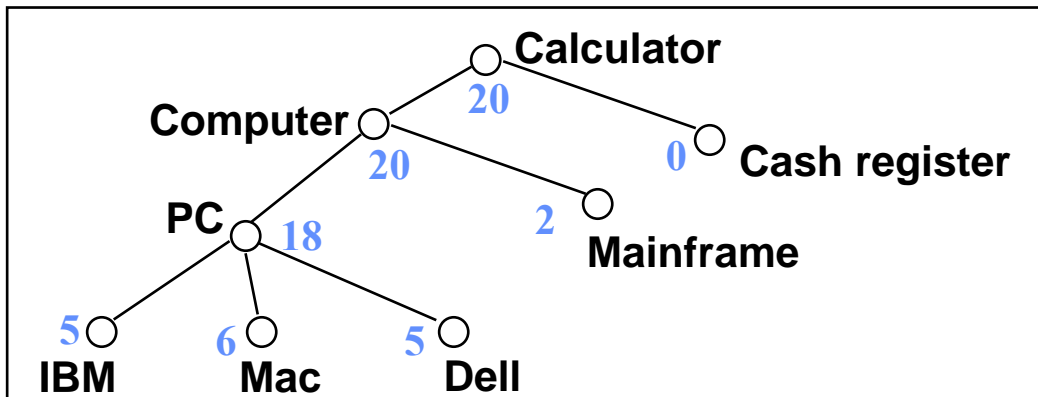 Calculator
20
Computer
20
0
Cash register
PC
18
2
Mainframe
5
6
5
IBM
Mac
Dell